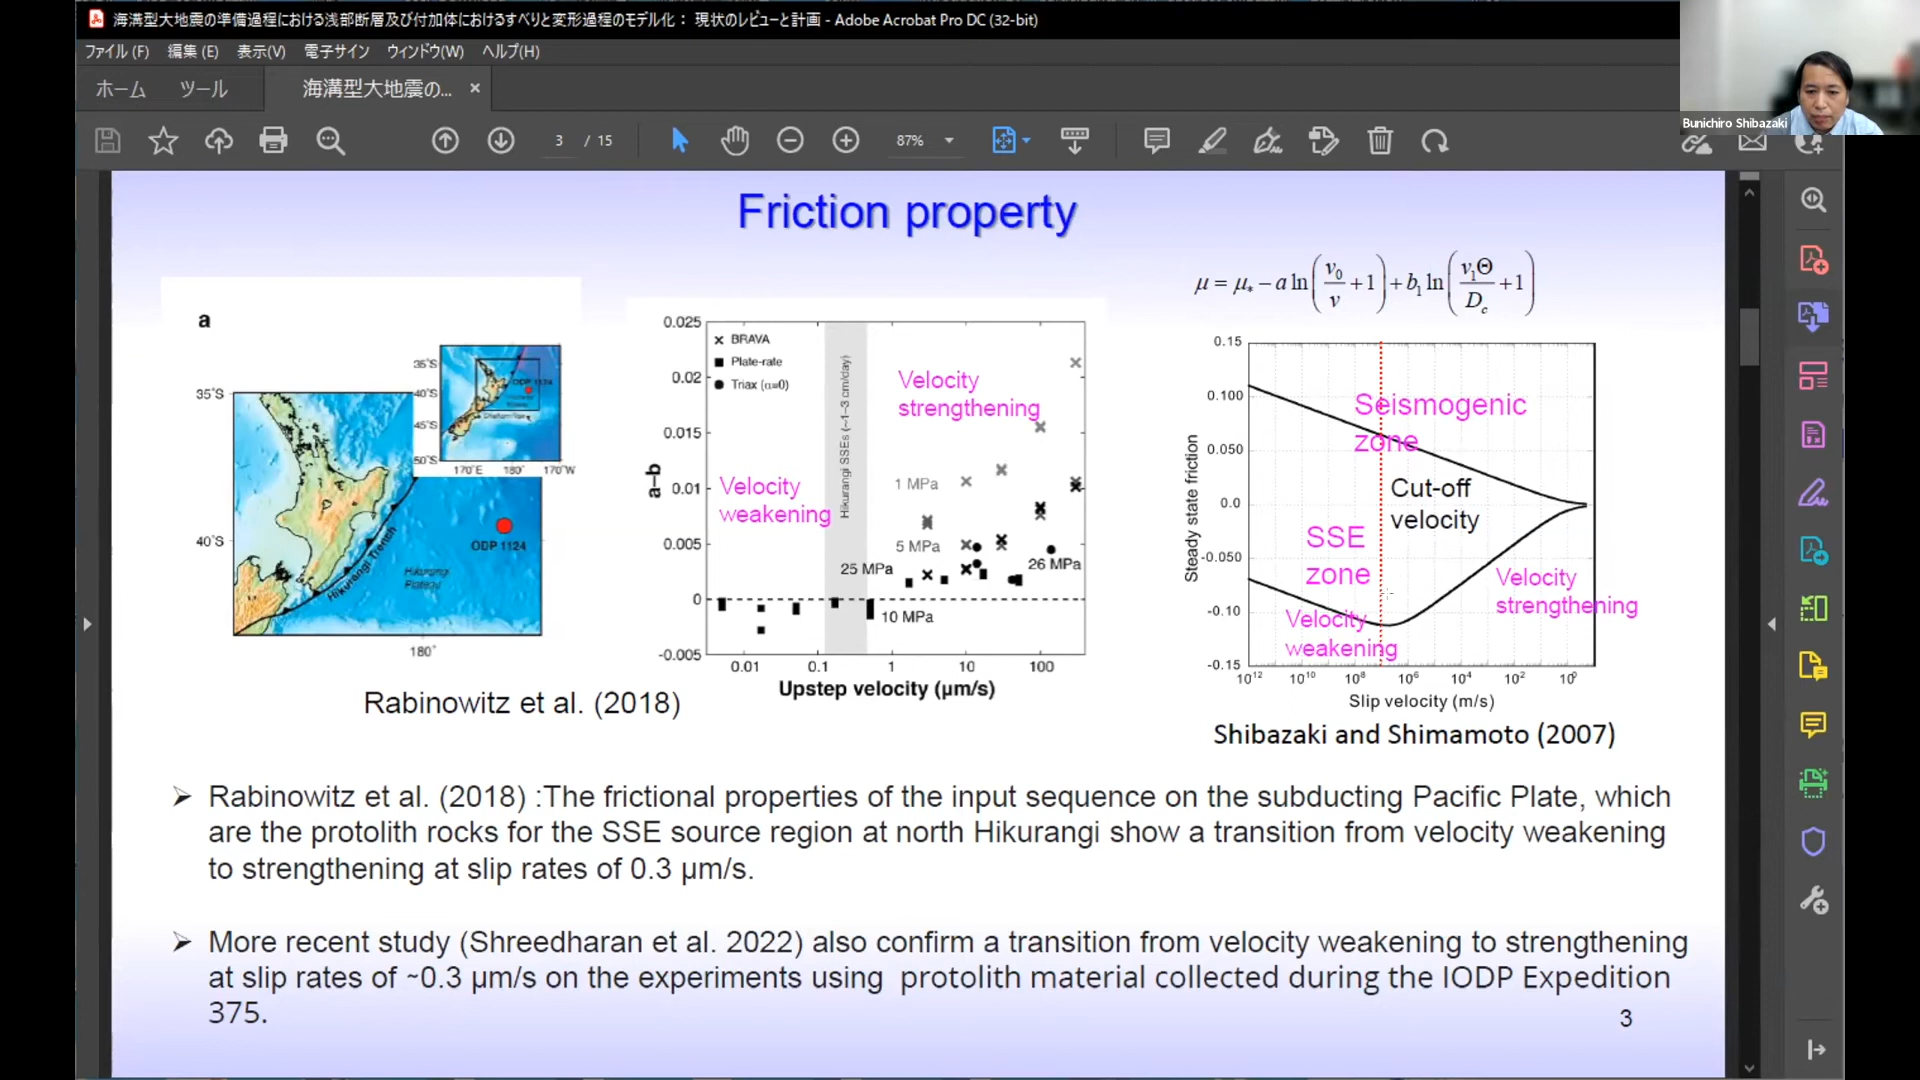 海溝型大地震の準備過程における浅部断層及び付加体におけるすべりと変形過程のモデル化： 現状のレビューと計画 - Adobe Acrobat Pro DC (32-bit)
ファイル (F) 編集 (E) 表示(V) 電子サイン ウィンドウ(W) ヘルプ(H)
ホーム ツール 海溝型大地震の... ×
3 / 15 87%
Bunichiro Shibazaki
Friction property
a
35°S
40°S
180°
35°S
40°S
45°S
50°S
170°E 180° 170°W
ODP 1124
ODP 1124
Hikurangi Trench
Hikurangi
Plateau
Rabinowitz et al. (2018)
BRAVA
Plate-rate
Triax (α=0)
Hikurangi SSEs (~1–3 cm/day)
Velocity
strengthening
Velocity
weakening
1 MPa
5 MPa
25 MPa
26 MPa
10 MPa
a–b
0.025
0.02
0.015
0.01
0.005
0
-0.005
0.01 0.1 1 10 100
Upstep velocity (μm/s)
μ = μ* − a ln(v0/v + 1) + b1 ln(v1Θ/Dc + 1)
Steady state friction
0.15
0.100
0.050
0.0
-0.050
-0.10
-0.15
Seismogenic
zone
Cut-off
velocity
SSE
zone
Velocity
strengthening
Velocity
weakening
10^12 10^10 10^8 10^6 10^4 10^2 10^0
Slip velocity (m/s)
Shibazaki and Shimamoto (2007)
➢ Rabinowitz et al. (2018) :The frictional properties of the input sequence on the subducting Pacific Plate, which
are the protolith rocks for the SSE source region at north Hikurangi show a transition from velocity weakening
to strengthening at slip rates of 0.3 μm/s.
➢ More recent study (Shreedharan et al. 2022) also confirm a transition from velocity weakening to strengthening
at slip rates of ~0.3 μm/s on the experiments using protolith material collected during the IODP Expedition
375.
3